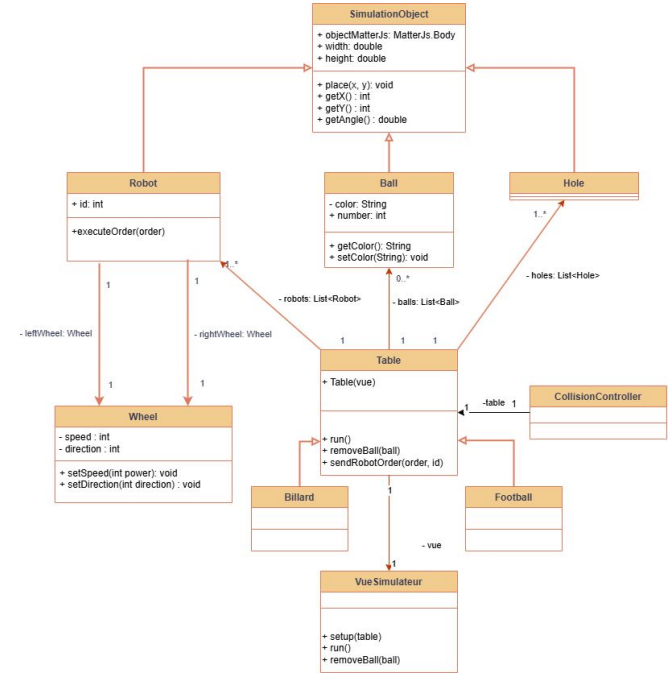 SimulationObject
+ objectMatterJs: MatterJs.Body
+ width: double
+ height: double
+ place(x, y): void
+ getX() : int
+ getY() : int
+ getAngle() : double
Robot
+ id: int
+executeOrder(order)
Ball
- color: String
+ number: int
+ getColor(): String
+ setColor(String): void
Hole
1..*
1..*
0..*
1
1
- robots: List<Robot>
- balls: List<Ball>
- holes: List<Hole>
- leftWheel: Wheel
- rightWheel: Wheel
1
1
1
1
1
Table
+ Table(vue)
+ run()
+ removeBall(ball)
+ sendRobotOrder(order, id)
-table
1
1
CollisionController
Wheel
- speed : int
- direction : int
+ setSpeed(int power): void
+ setDirection(int direction) : void
Billard
Football
1
- vue
1
VueSimulateur
+ setup(table)
+ run()
+ removeBall(ball)